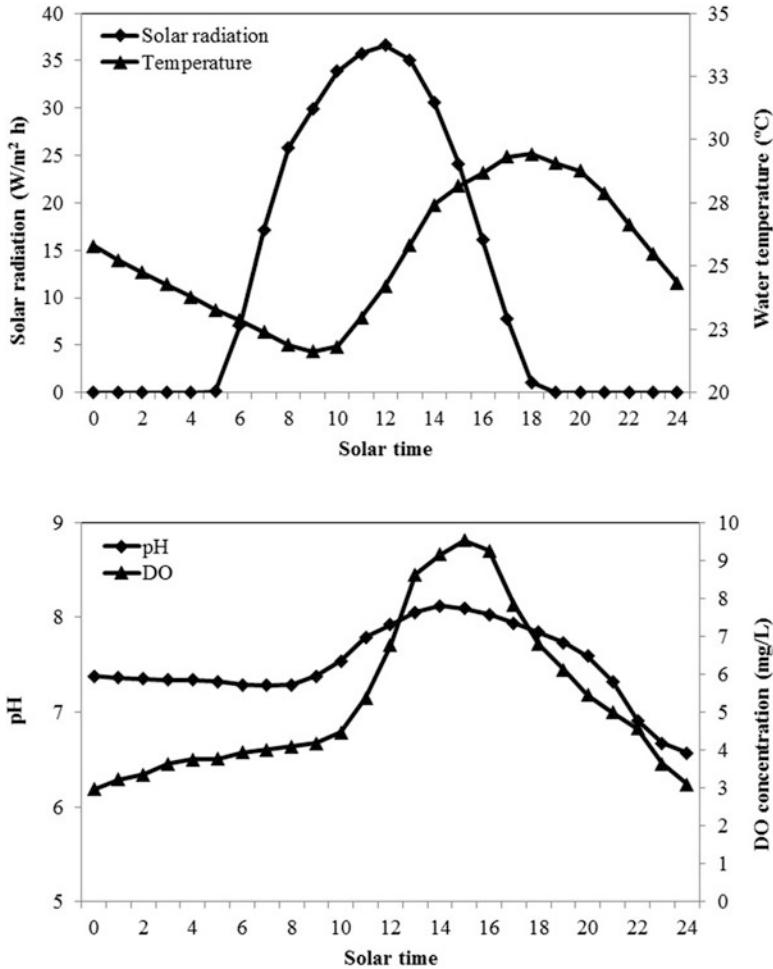 Solar radiation
Temperature
Solar radiation (W/m² h)
40
35
30
25
20
15
10
5
0
35
33
30
28
25
23
20
Water temperature (°C)
0 2 4 6 8 10 12 14 16 18 20 22 24
Solar time
pH
DO
pH
9
8
7
6
5
10
9
8
7
6
5
4
3
2
1
0
DO concentration (mg/L)
0 2 4 6 8 10 12 14 16 18 20 22 24
Solar time